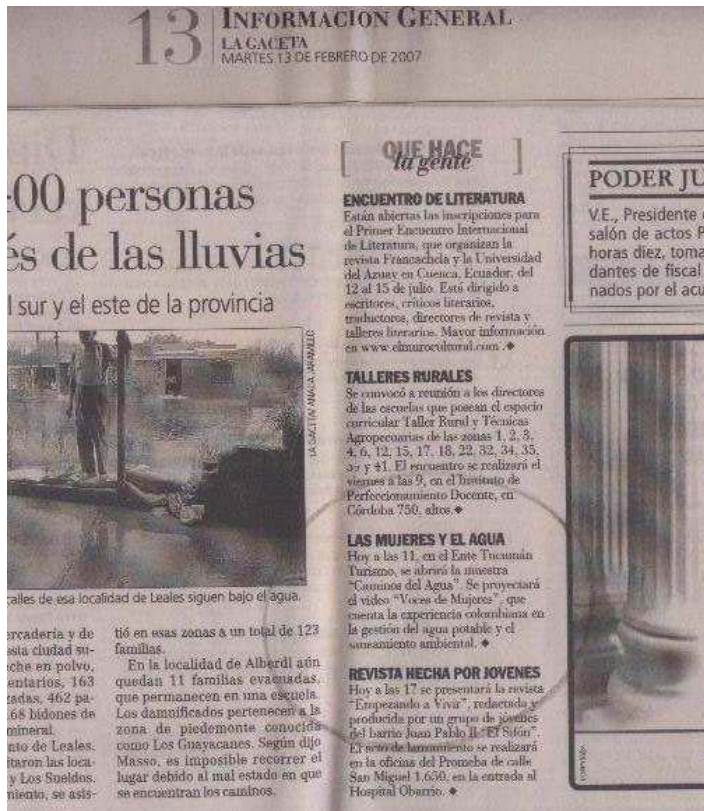 13
INFORMACION GENERAL
LA GACETA
MARTES 13 DE FEBRERO DE 2007
00 personas
és de las lluvias
l sur y el este de la provincia
LA GACETA/ ANALIA JARAMILLO
calles de esa localidad de Leales siguen bajo el agua.
ercadería y de
esta ciudad su-
eche en polvo,
entarios, 163
zadas, 462 pa-
68 bidones de
mineral
nto de Leales.
taron las loca-
y Los Sueldos.
miento, se asis-
tió en esas zonas a un total de 123
familias.
En la localidad de Alberdi aún
quedan 11 familias evacuadas,
que permanecen en una escuela.
Los damnificados pertenecen a la
zona de piedemonte conocida
como Los Guayacanes. Según dijo
Masso, es imposible recorrer el
lugar debido al mal estado en que
se encuentran los caminos.
[ QUE HACE
la gente ]
ENCUENTRO DE LITERATURA
Están abiertas las inscripciones para
el Primer Encuentro Internacional
de Literatura, que organizan la
revista Francachela y la Universidad
del Azuay en Cuenca, Ecuador, del
12 al 15 de julio. Está dirigido a
escritores, críticos literarios,
traductores, directores de revista y
talleres literarios. Mayor información
en www.elmurocultural.com.
TALLERES RURALES
Se convocó a reunión a los directores
de las escuelas que posean el espacio
curricular Taller Rural y Técnicas
Agropecuarias de las zonas 1, 2, 3,
4, 6, 12, 15, 17, 18, 22, 32, 34, 35,
y 41. El encuentro se realizará el
viernes a las 9, en el Instituto de
Perfeccionamiento Docente, en
Córdoba 750, altos.
LAS MUJERES Y EL AGUA
Hoy a las 11, en el Ente Tucumán
Turismo, se abrirá la muestra
"Caminos del Agua". Se proyectará
el video "Voces de Mujeres", que
cuenta la experiencia colombiana en
la gestión del agua potable y el
saneamiento ambiental.
REVISTA HECHA POR JOVENES
Hoy a las 17 se presentará la revista
"Empezando a Vivir", redactada y
producida por un grupo de jóvenes
del barrio Juan Pablo II "El Sifón".
El acto de lanzamiento se realizará
en la oficina del Promeba de calle
San Miguel 1.650, en la entrada al
Hospital Obarrio.
PODER JU
V.E., Presidente
salón de actos P
horas diez, toma
dantes de fiscal
nados por el acu